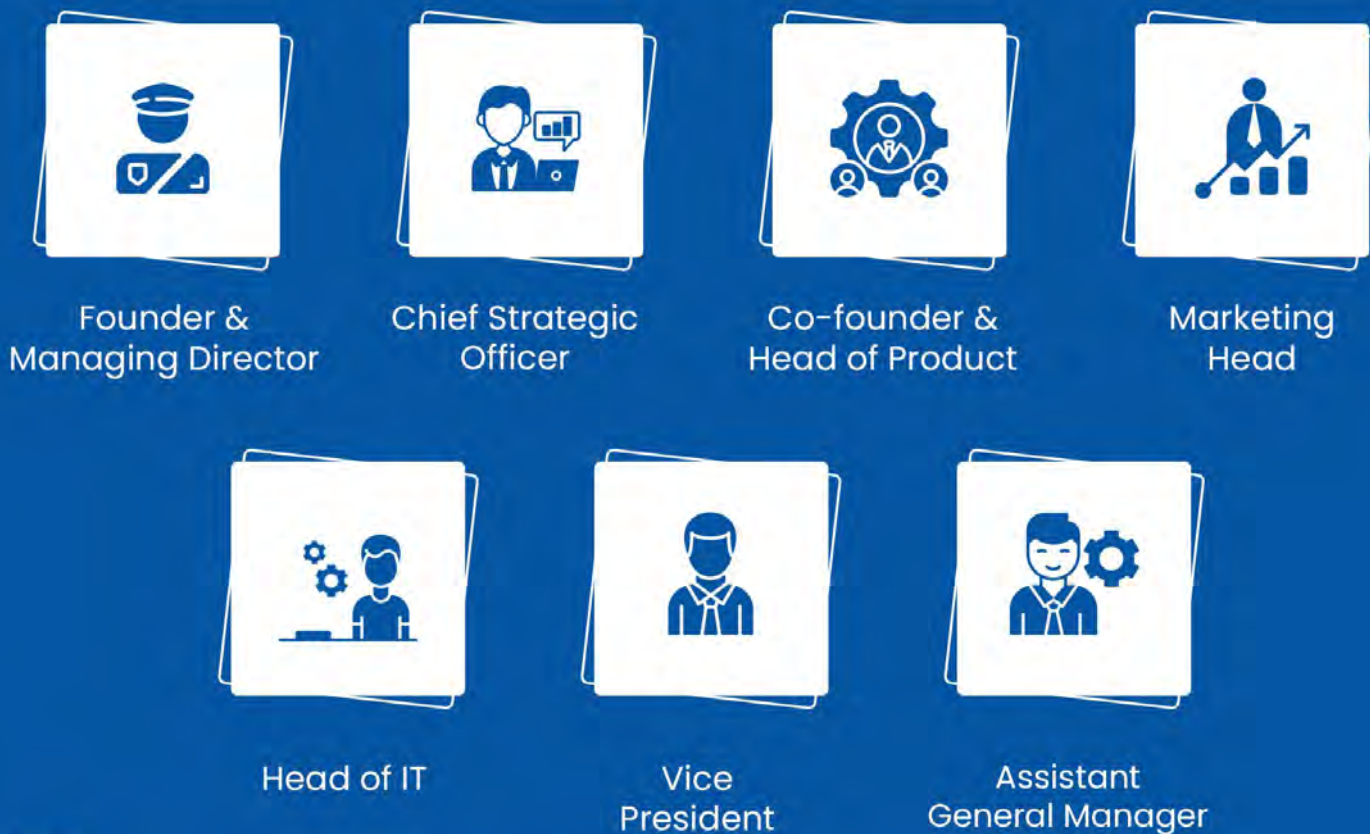 Founder &
Managing Director
Chief Strategic
Officer
Co-founder &
Head of Product
Marketing
Head
Head of IT
Vice
President
Assistant
General Manager